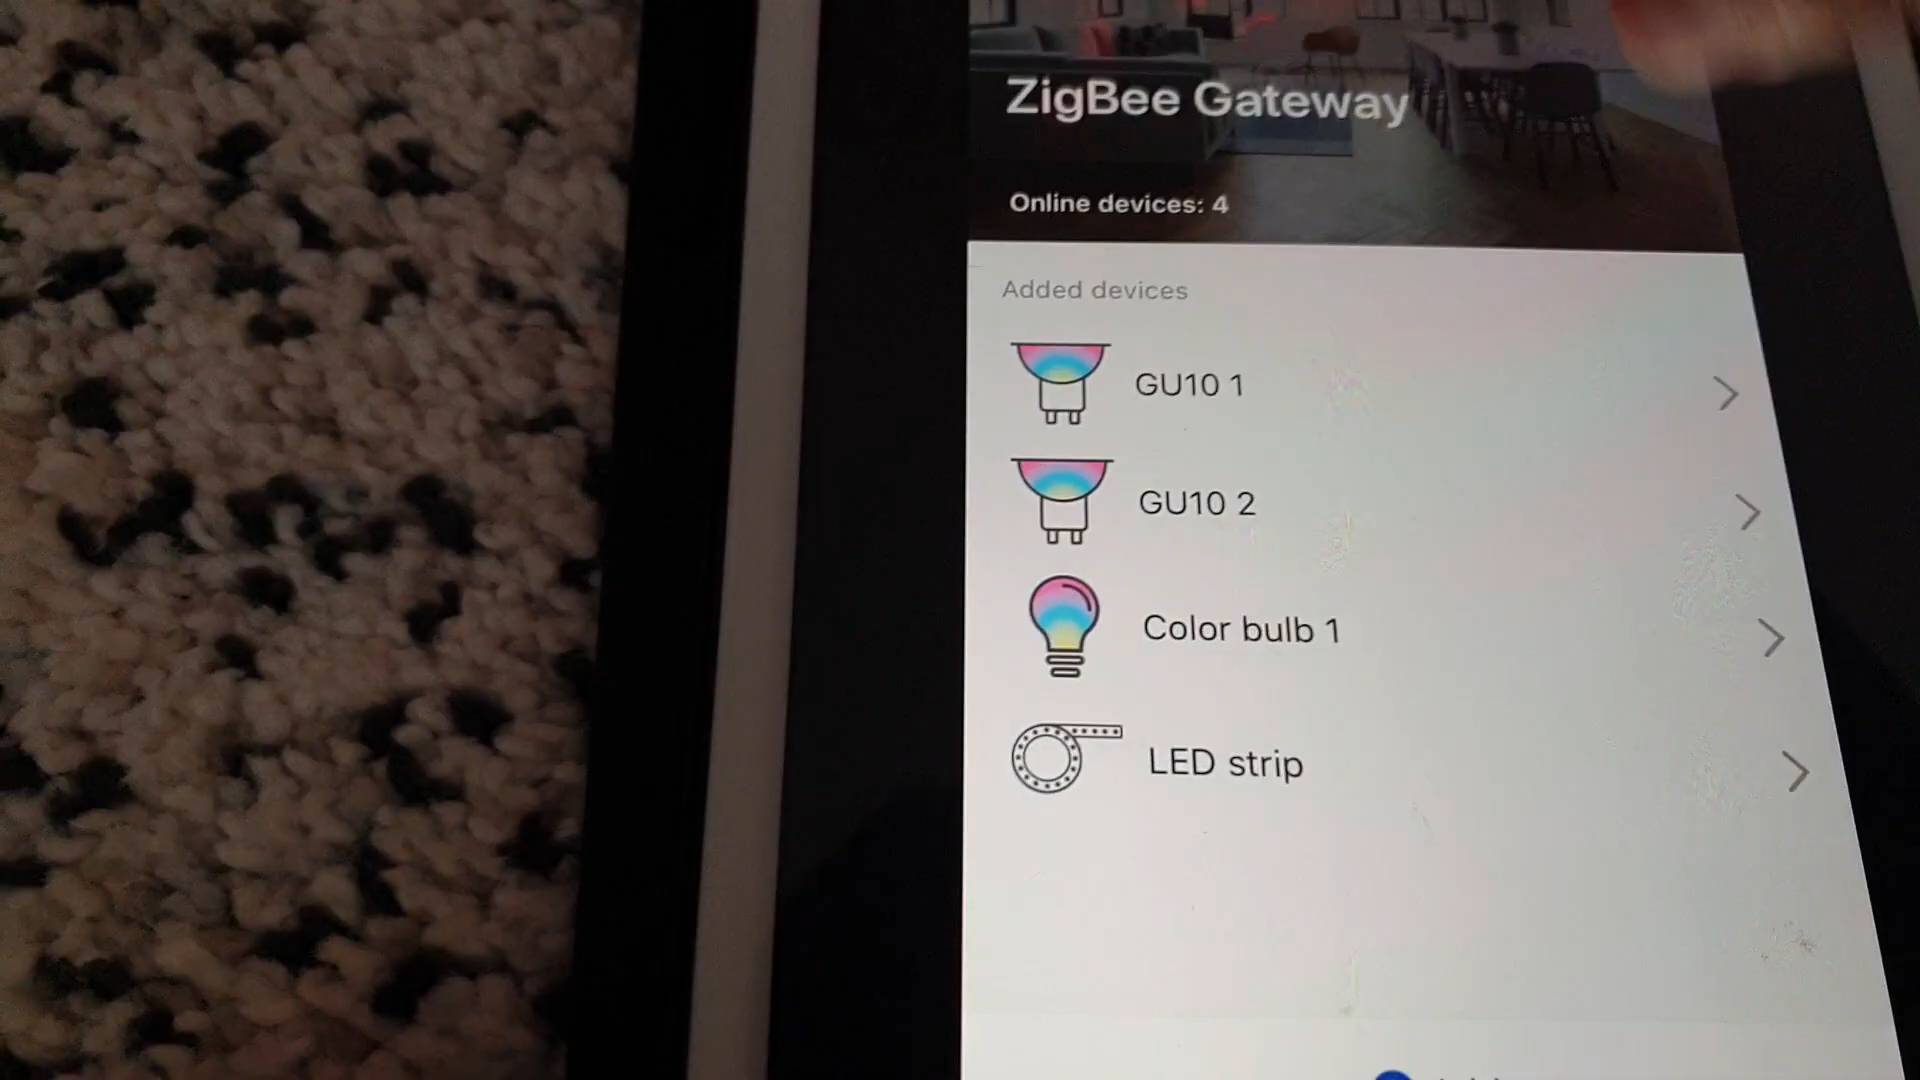 ZigBee Gateway
Online devices: 4
Added devices
GU10 1
GU10 2
Color bulb 1
LED strip